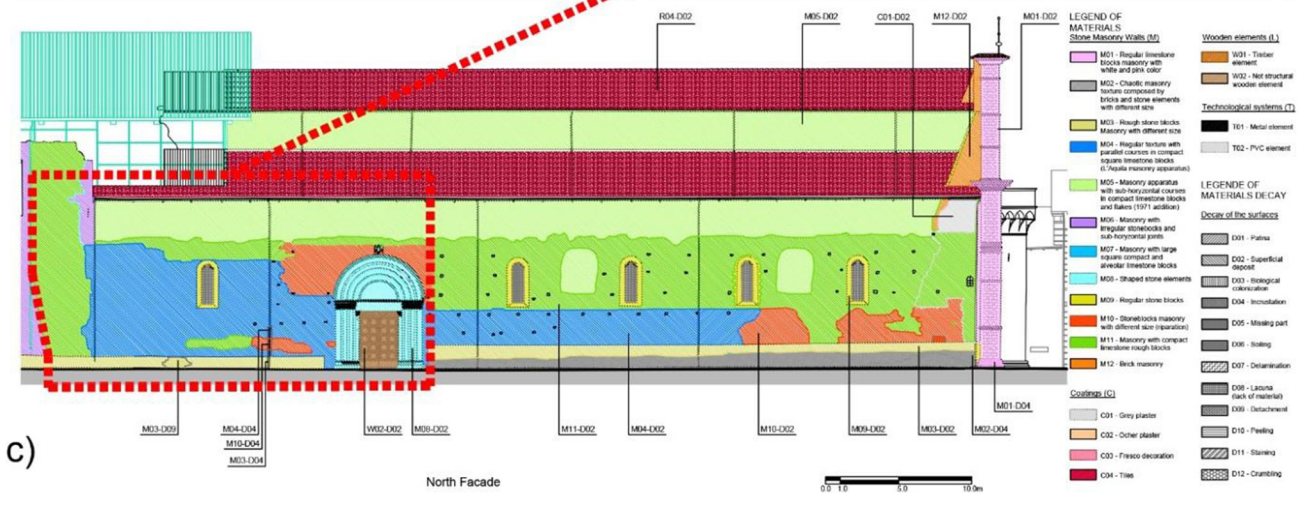 R04-D02
M05-D02
C01-D02
M12-D02
M01-D02
LEGEND OF
MATERIALS
Stone Masonry Walls (M)
M01 - Regular limestone
blocks masonry with
white and pink color
M02 - Chaotic masonry
texture composed by
bricks and stone elements
with different size
M03 - Rough stone blocks
Masonry with different size
M04 - Regular texture with
parallel courses in compact
square limestone blocks
(L'Aquila masonry apparatus)
M05 - Masonry apparatus
with sub-horyzontal courses
in compact limestone blocks
and flakes (1971 addition)
M06 - Masonry with
irregular stoneblocks and
sub-horyzontal joints
M07 - Masonry with large
square compact and
alveolar limestone blocks
M08 - Shaped stone elements
M09 - Regular stone blocks
M10 - Stoneblocks masonry
with different size (riparation)
M11 - Masonry with compact
limestone rough blocks
M12 - Brick masonry
Coatings (C)
C01 - Grey plaster
C02 - Ocher plaster
C03 - Fresco decoration
C04 - Tiles
Wooden elements (L)
W01 - Timber
element
W02 - Not structural
wooden element
Technological systems (T)
T01 - Metal element
T02 - PVC element
LEGENDE OF
MATERIALS DECAY
Decay of the surfaces
D01 - Patina
D02 - Superficial
deposit
D03 - Biological
colonization
D04 - Incrustation
D05 - Missing part
D06 - Soiling
D07 - Delamination
D08 - Lacuna
(lack of material)
D09 - Detachment
D10 - Peeling
D11 - Staining
D12 - Crumbling
M01-D04
M03-D09
M04-D04
M10-D04
M03-D04
W02-D02
M08-D02
M11-D02
M04-D02
M10-D02
M09-D02
M03-D02
M02-D04
c)
North Facade
0.0 1.0 5.0 10.0m